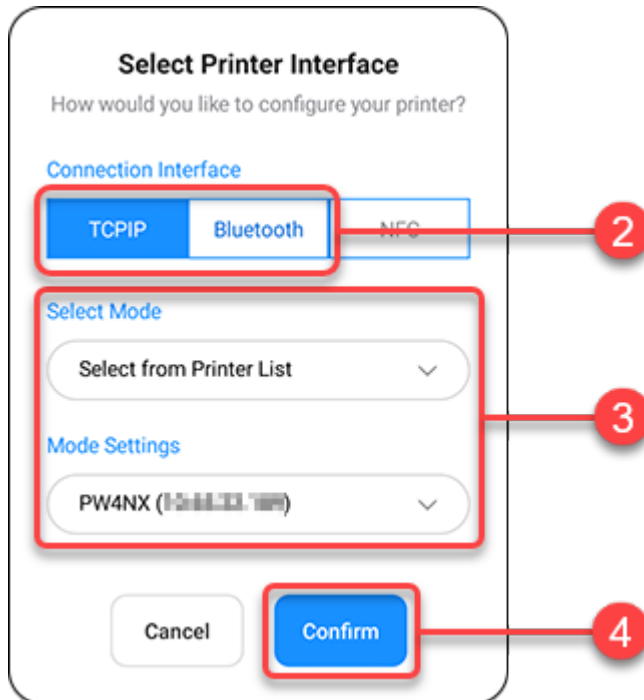 Select Printer Interface
How would you like to configure your printer?
Connection Interface
TCPIP Bluetooth NFC
2
Select Mode
Select from Printer List
3
Mode Settings
PW4NX ( )
Cancel Confirm
4